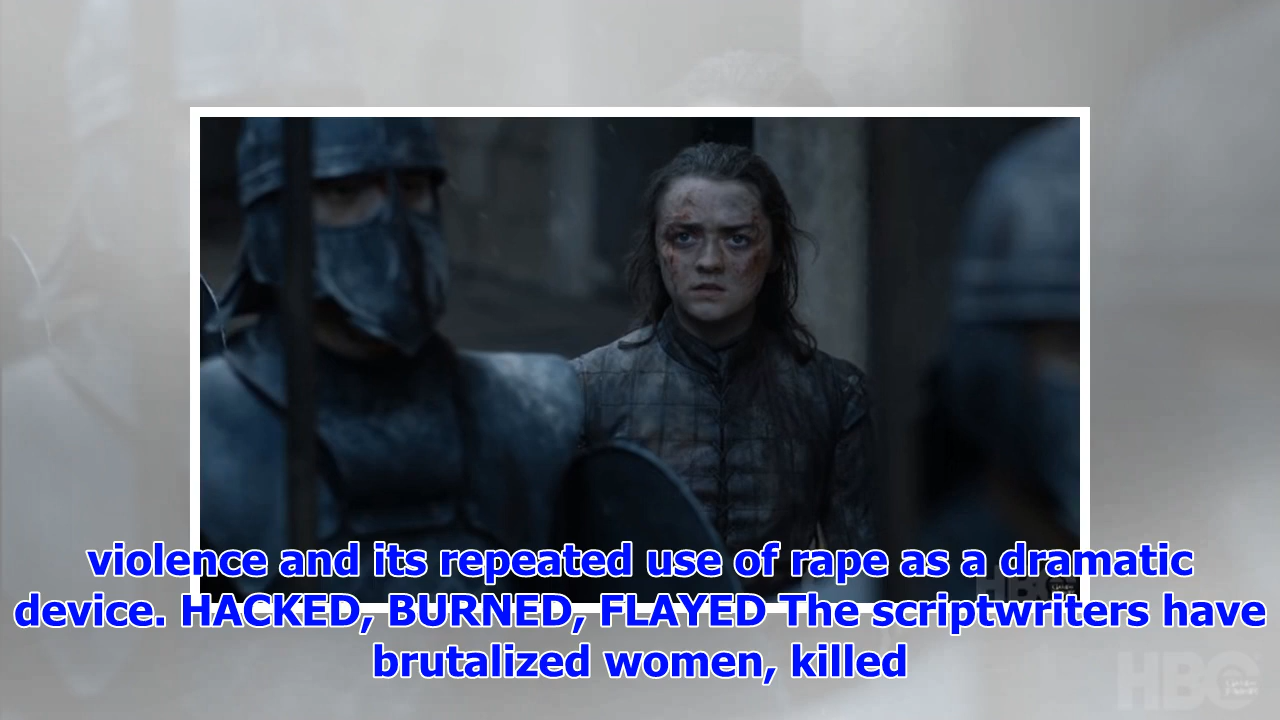 violence and its repeated use of rape as a dramatic
device. HACKED, BURNED, FLAYED The scriptwriters have
brutalized women, killed
HBO